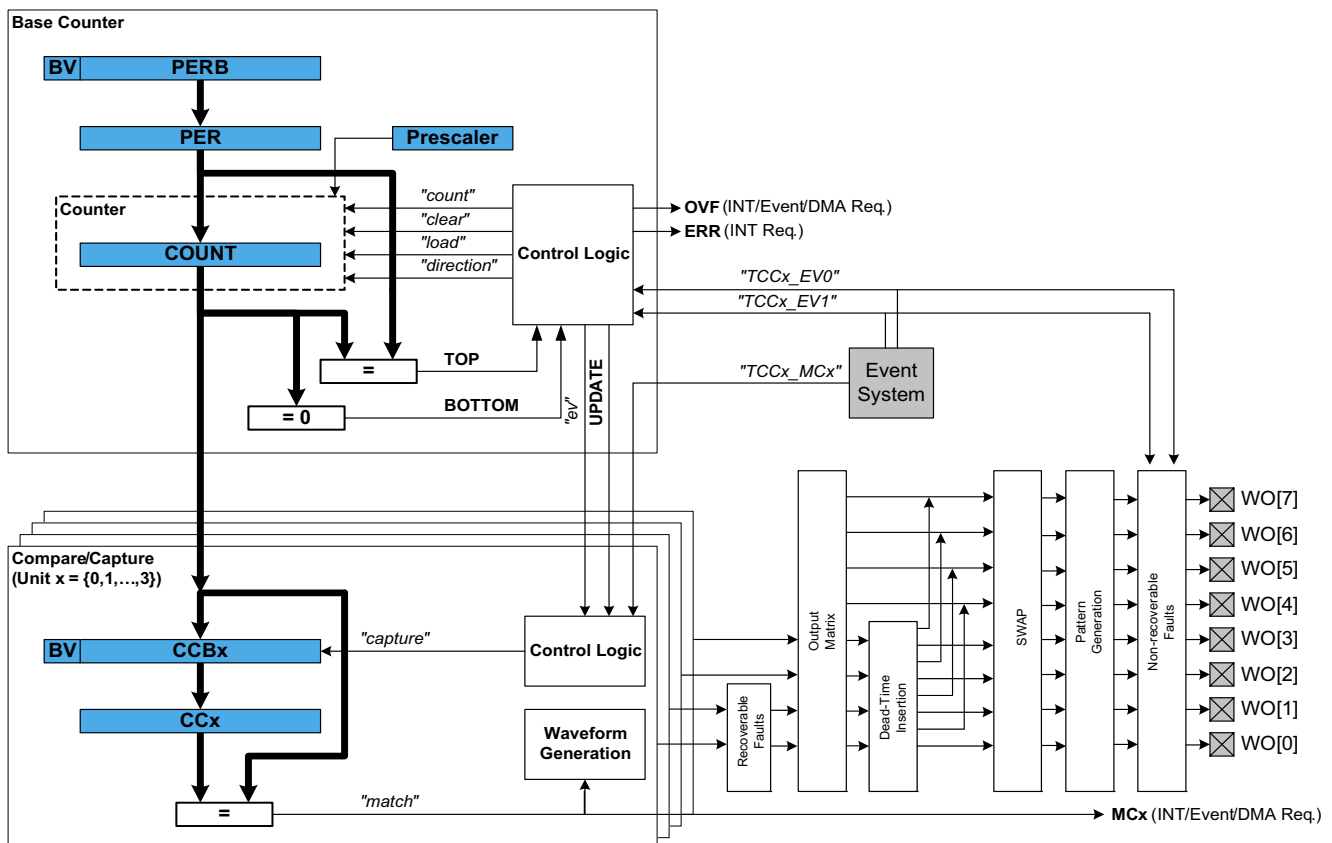 Base Counter
BV
PERB
PER
Prescaler
Counter
COUNT
"count"
"clear"
"load"
"direction"
Control Logic
OVF (INT/Event/DMA Req.)
ERR (INT Req.)
"TCCx_EV0"
"TCCx_EV1"
"TCCx_MCx"
Event
System
=
TOP
= 0
BOTTOM
"ev"
UPDATE
Compare/Capture
(Unit x = {0,1,…,3})
BV
CCBx
"capture"
Control Logic
CCx
Waveform
Generation
=
"match"
Recoverable
Faults
Output
Matrix
Dead-Time
Insertion
SWAP
Pattern
Generation
Non-recoverable
Faults
WO[7]
WO[6]
WO[5]
WO[4]
WO[3]
WO[2]
WO[1]
WO[0]
MCx (INT/Event/DMA Req.)